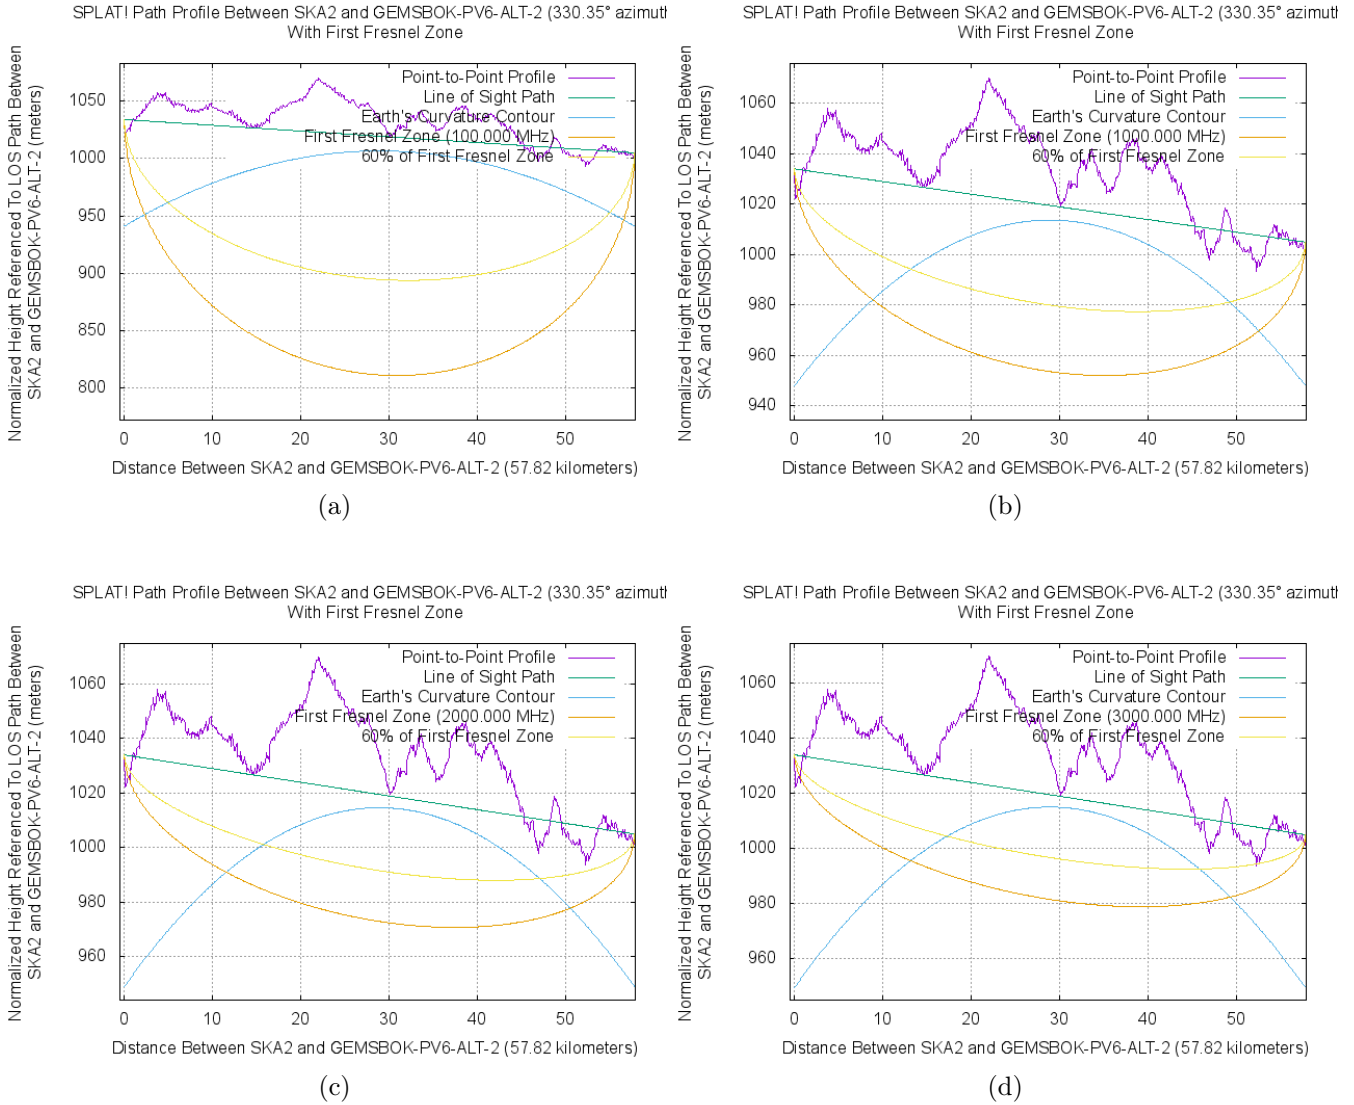 SPLAT! Path Profile Between SKA2 and GEMSBOK-PV6-ALT-2 (330.35° azimuth
With First Fresnel Zone
Normalized Height Referenced To LOS Path Between
SKA2 and GEMSBOK-PV6-ALT-2 (meters)
Point-to-Point Profile
Line of Sight Path
Earth's Curvature Contour
First Fresnel Zone (100.000 MHz)
60% of First Fresnel Zone
1050
1000
950
900
850
800
0 10 20 30 40 50
Distance Between SKA2 and GEMSBOK-PV6-ALT-2 (57.82 kilometers)
(a)
SPLAT! Path Profile Between SKA2 and GEMSBOK-PV6-ALT-2 (330.35° azimut
With First Fresnel Zone
Normalized Height Referenced To LOS Path Between
SKA2 and GEMSBOK-PV6-ALT-2 (meters)
Point-to-Point Profile
Line of Sight Path
Earth's Curvature Contour
First Fresnel Zone (1000.000 MHz)
60% of First Fresnel Zone
1060
1040
1020
1000
980
960
940
0 10 20 30 40 50
Distance Between SKA2 and GEMSBOK-PV6-ALT-2 (57.82 kilometers)
(b)
SPLAT! Path Profile Between SKA2 and GEMSBOK-PV6-ALT-2 (330.35° azimuth
With First Fresnel Zone
Normalized Height Referenced To LOS Path Between
SKA2 and GEMSBOK-PV6-ALT-2 (meters)
Point-to-Point Profile
Line of Sight Path
Earth's Curvature Contour
First Fresnel Zone (2000.000 MHz)
60% of First Fresnel Zone
1060
1040
1020
1000
980
960
0 10 20 30 40 50
Distance Between SKA2 and GEMSBOK-PV6-ALT-2 (57.82 kilometers)
(c)
SPLAT! Path Profile Between SKA2 and GEMSBOK-PV6-ALT-2 (330.35° azimut
With First Fresnel Zone
Normalized Height Referenced To LOS Path Between
SKA2 and GEMSBOK-PV6-ALT-2 (meters)
Point-to-Point Profile
Line of Sight Path
Earth's Curvature Contour
First Fresnel Zone (3000.000 MHz)
60% of First Fresnel Zone
1060
1040
1020
1000
980
960
0 10 20 30 40 50
Distance Between SKA2 and GEMSBOK-PV6-ALT-2 (57.82 kilometers)
(d)